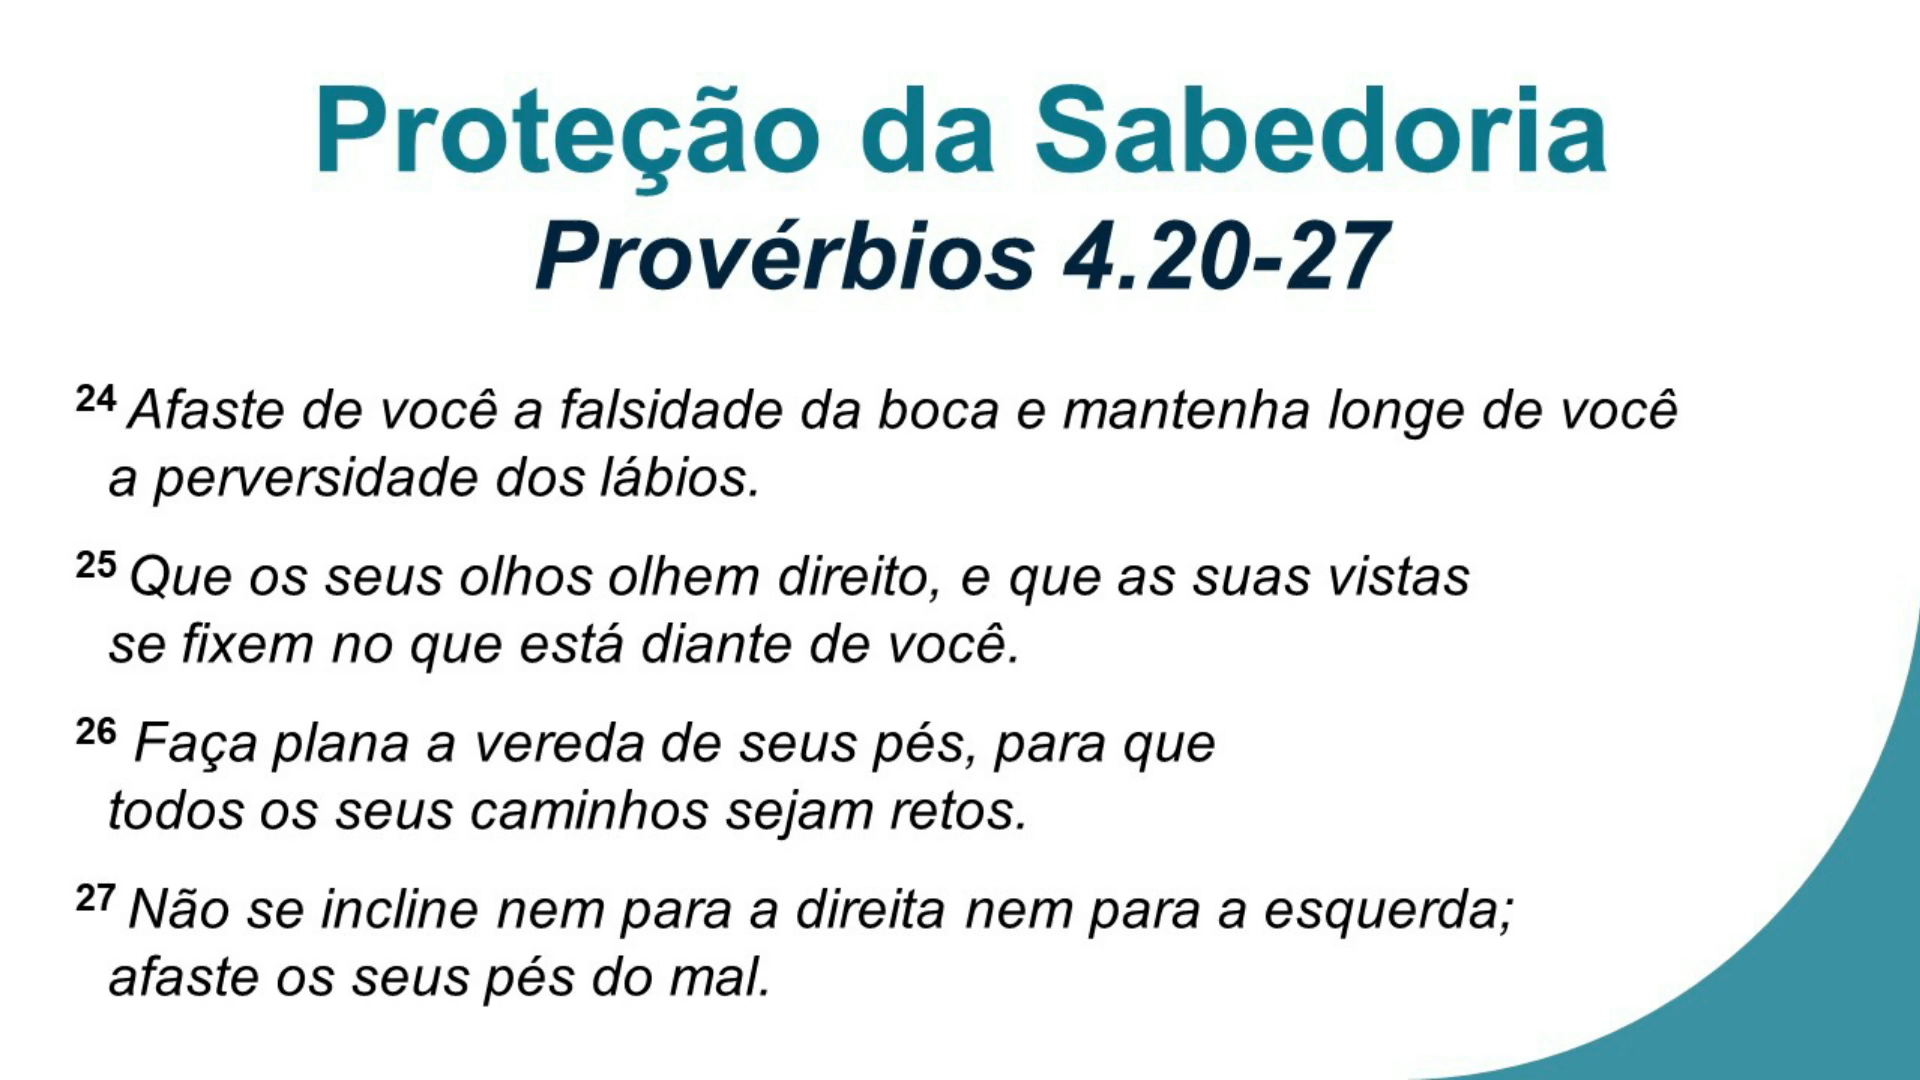 Proteção da Sabedoria
Provérbios 4.20-27
24 Afaste de você a falsidade da boca e mantenha longe de você
a perversidade dos lábios.
25 Que os seus olhos olhem direito, e que as suas vistas
se fixem no que está diante de você.
26 Faça plana a vereda de seus pés, para que
todos os seus caminhos sejam retos.
27 Não se incline nem para a direita nem para a esquerda;
afaste os seus pés do mal.